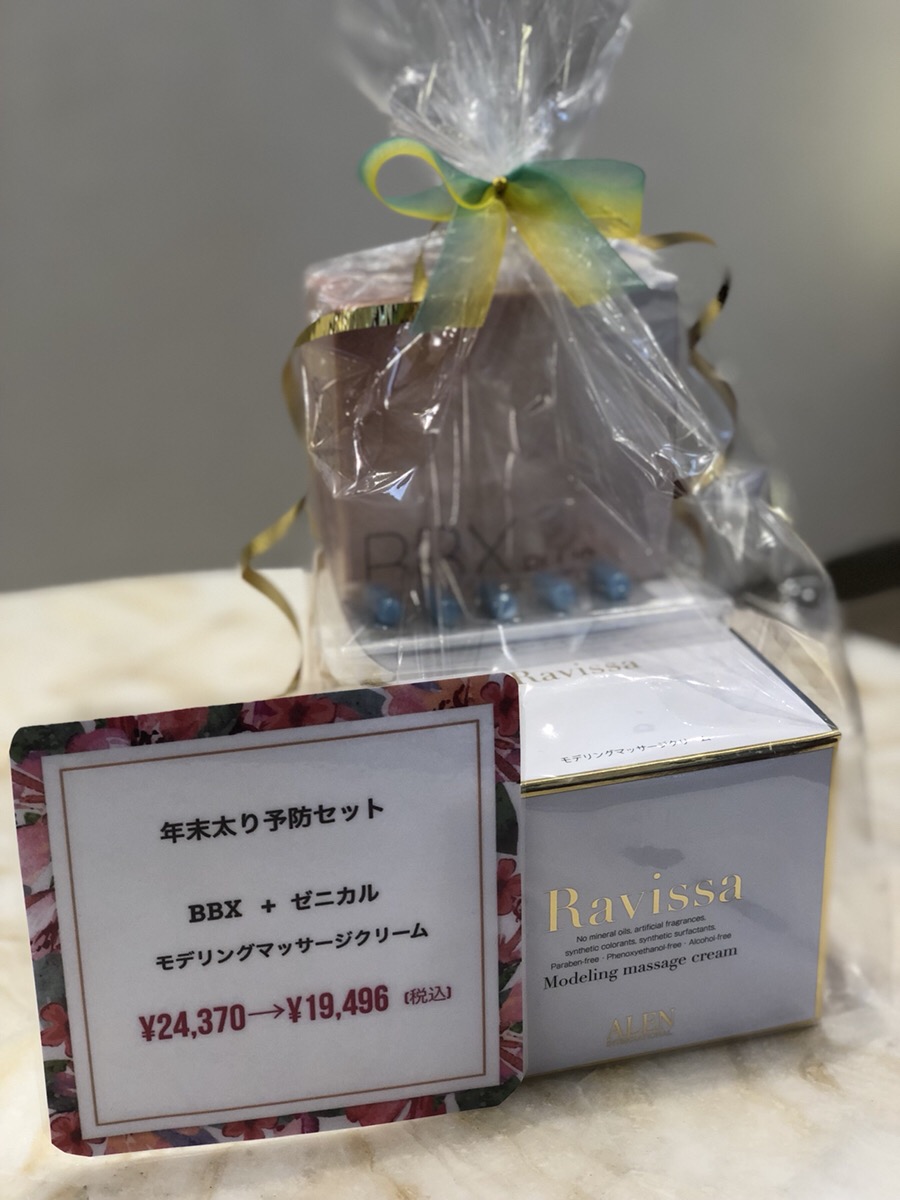 BBX
Ravissa
モデリングマッサージクリーム
Ravissa
No mineral oils, artificial fragrances,
synthetic colorants, synthetic surfactants,
Paraben-free · Phenoxyethanol-free · Alcohol-free
Modeling massage cream
ALEN
年末太り予防セット
BBX + ゼニカル
モデリングマッサージクリーム
¥24,370→¥19,496 (税込)